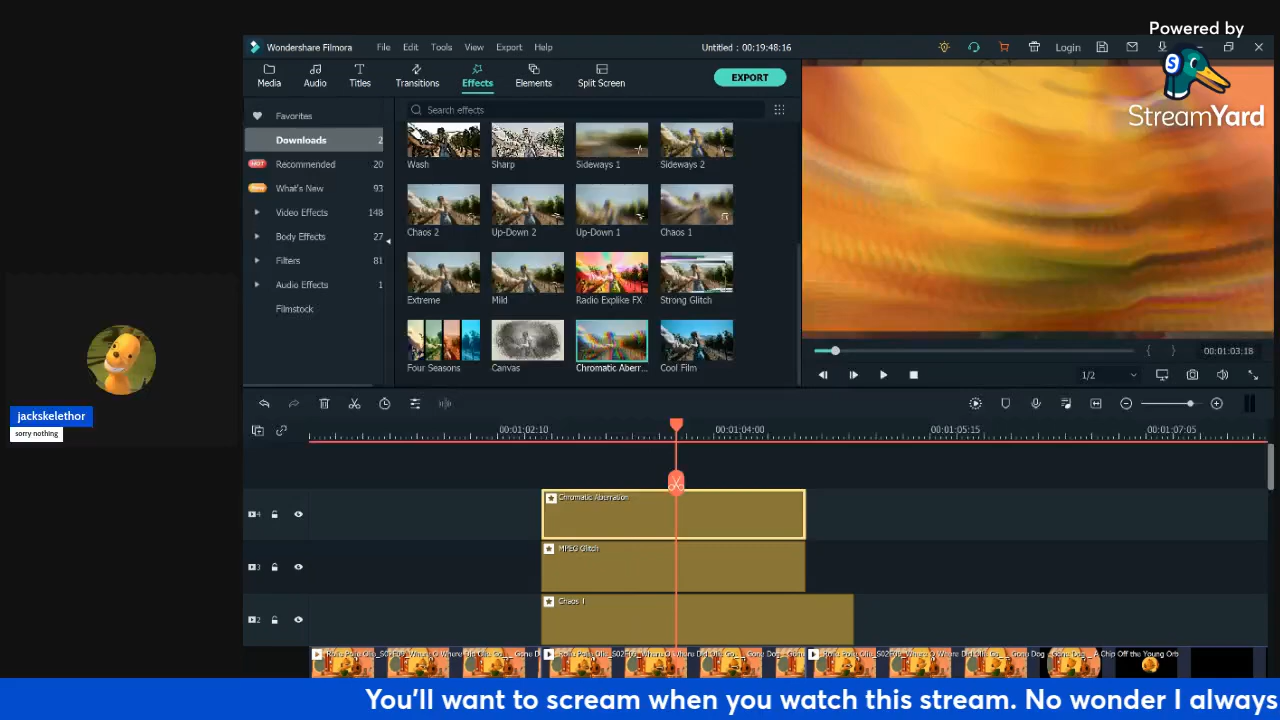 Powered by
StreamYard
Wondershare Filmora
File Edit Tools View Export Help
Untitled : 00:19:48:16
Login
Media Audio Titles Transitions Effects Elements Split Screen
EXPORT
Favorites
Downloads 2
HOT Recommended 20
What's New 93
Video Effects 148
Body Effects 27
Filters 81
Audio Effects 1
Filmstock
Search effects
Wash Sharp Sideways 1 Sideways 2
Chaos 2 Up-Down 2 Up-Down 1 Chaos 1
Extreme Mild Radio Explike FX Strong Glitch
Four Seasons Canvas Chromatic Aberr... Cool Film
00:01:03;18
1/2
jackskelethor
sorry nothing
00:01:02:10 00:01:04:00 00:01:05:15 00:01:07:05
4 Chromatic Aberration
3 MPEG Glitch
2 Chaos 1
You'll want to scream when you watch this stream. No wonder I always